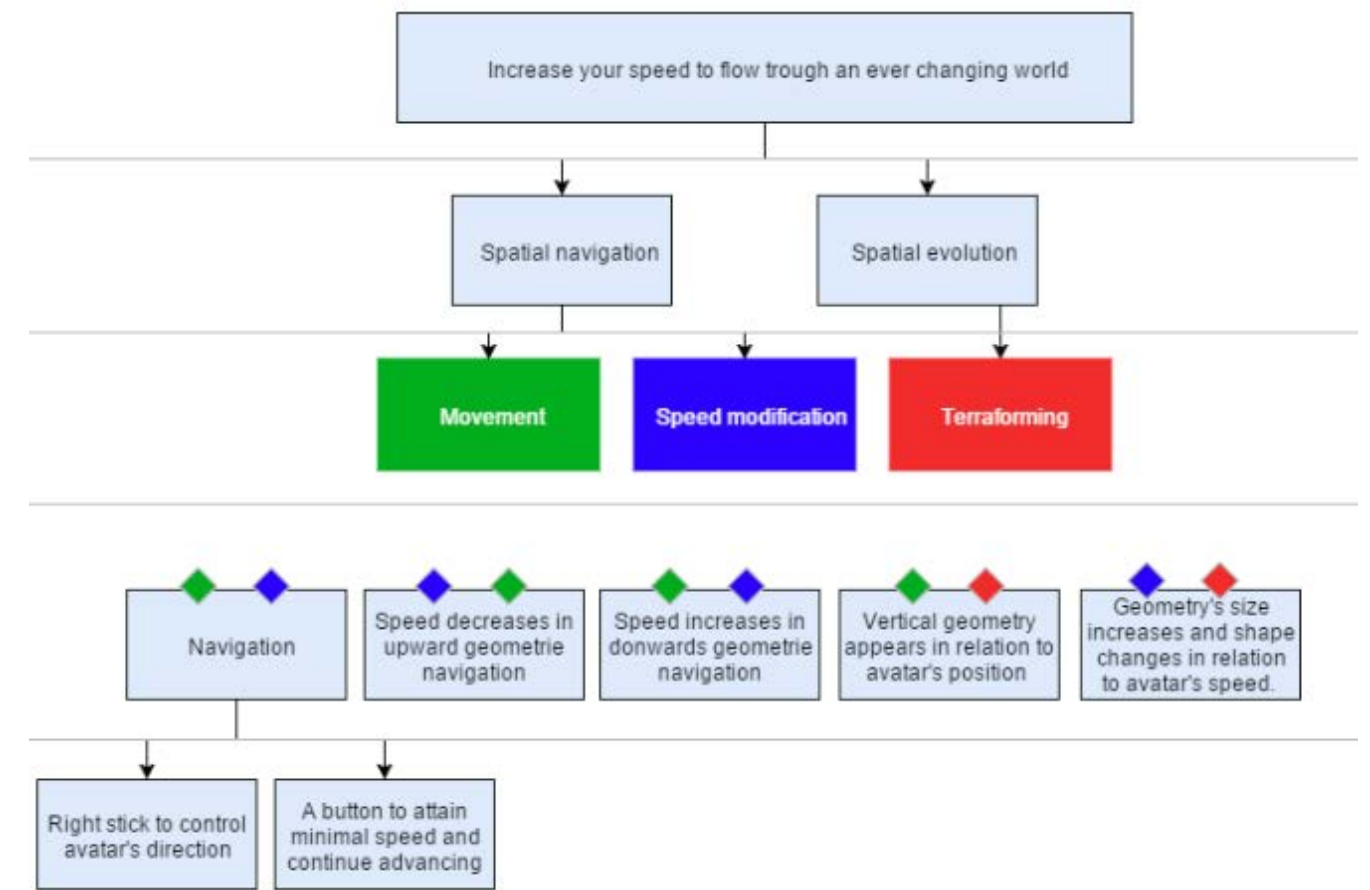 Increase your speed to flow trough an ever changing world
Spatial navigation
Spatial evolution
Movement
Speed modification
Terraforming
Navigation
Speed decreases in
upward geometrie
navigation
Speed increases in
donwards geometrie
navigation
Vertical geometry
appears in relation to
avatar's position
Geometry's size
increases and shape
changes in relation
to avatar's speed.
Right stick to control
avatar's direction
A button to attain
minimal speed and
continue advancing